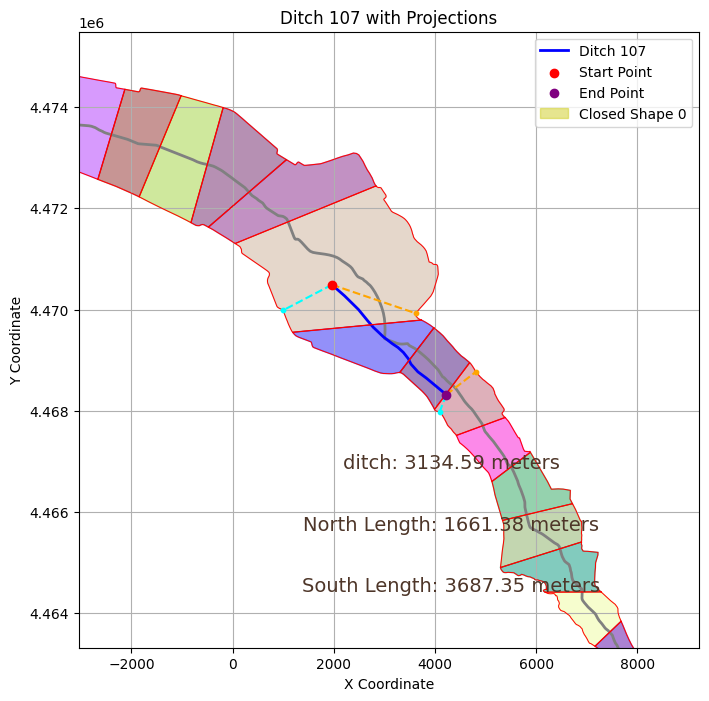 Ditch 107 with Projections
1e6
Ditch 107
Start Point
End Point
Closed Shape 0
4.474
4.472
4.470
4.468
4.466
4.464
Y Coordinate
ditch: 3134.59 meters
North Length: 1661.38 meters
South Length: 3687.35 meters
−2000
0
2000
4000
6000
8000
X Coordinate